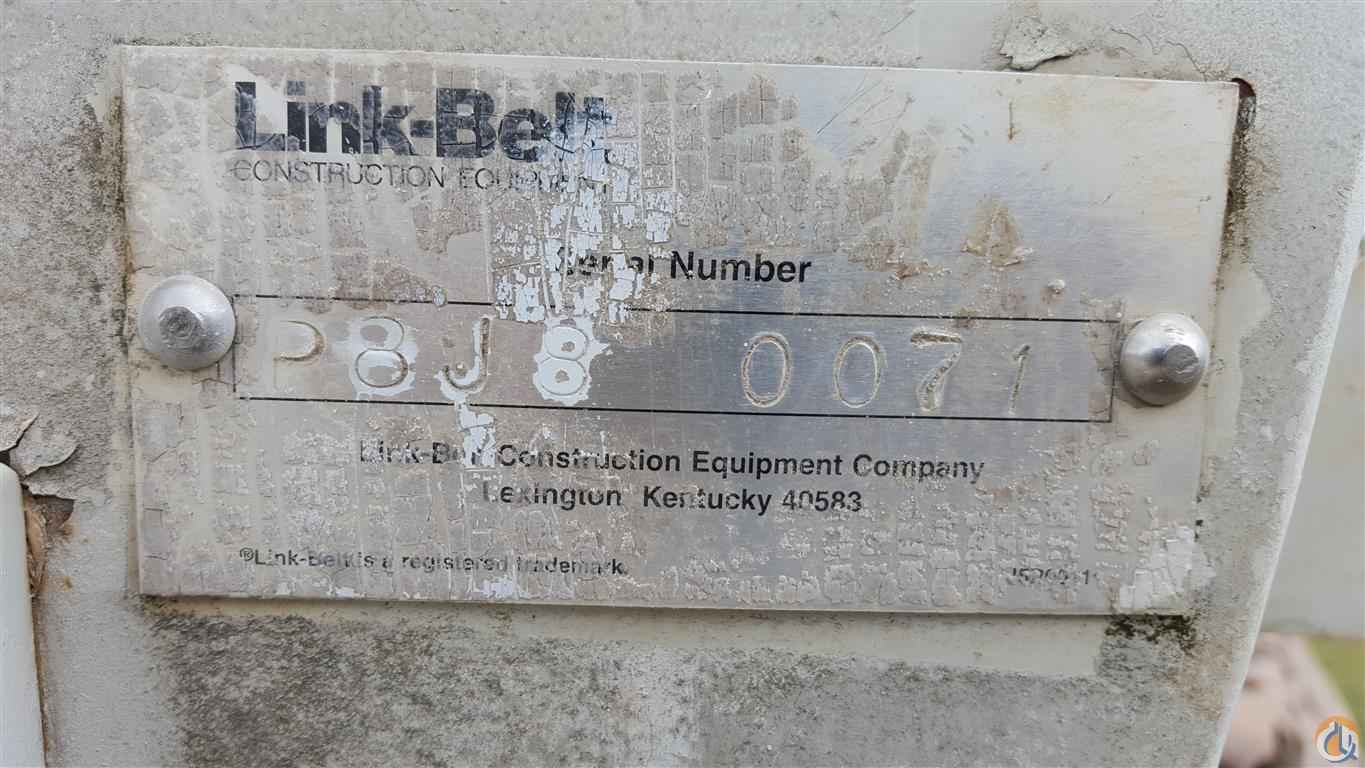 Link-Belt
CONSTRUCTION EQUIPMENT
Serial Number
P8J8 0071
Link-Belt Construction Equipment Company
Lexington Kentucky 40583
®Link-Belt is a registered trademark.